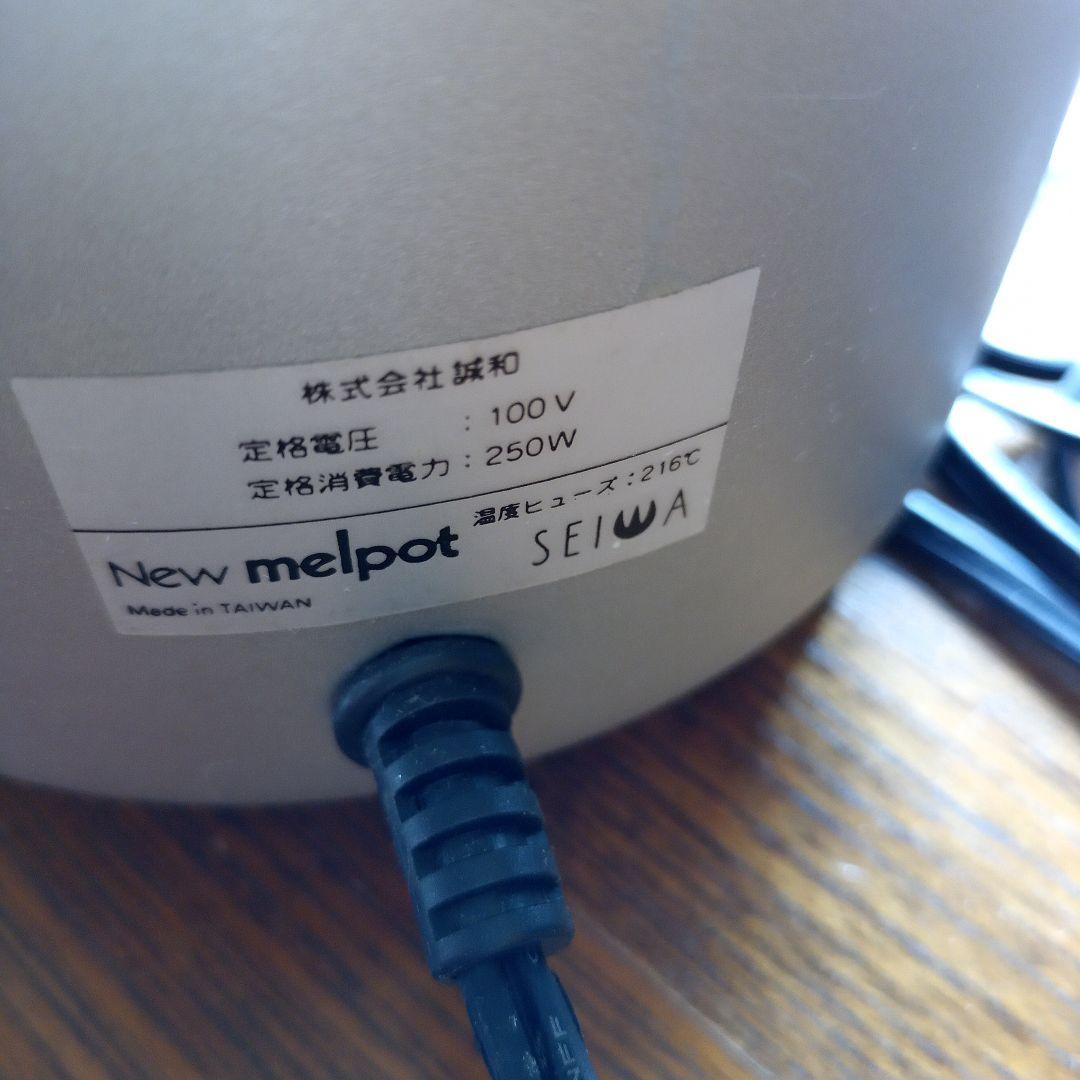 株式会社誠和
定格電圧 : 100V
定格消費電力 : 250W
温度ヒューズ : 216℃
New melpot
SEIWA
Made in TAIWAN